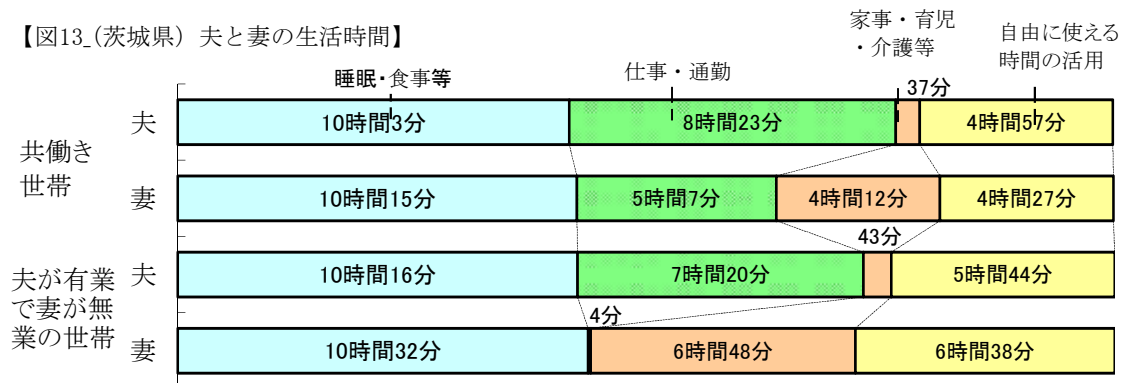 【図13_(茨城県) 夫と妻の生活時間】
睡眠・食事等
仕事・通勤
家事・育児
・介護等
自由に使える
時間の活用
共働き
世帯
夫
10時間3分
8時間23分
37分
4時間57分
妻
10時間15分
5時間7分
4時間12分
4時間27分
夫が有業
で妻が無
業の世帯
夫
10時間16分
7時間20分
43分
5時間44分
妻
10時間32分
4分
6時間48分
6時間38分